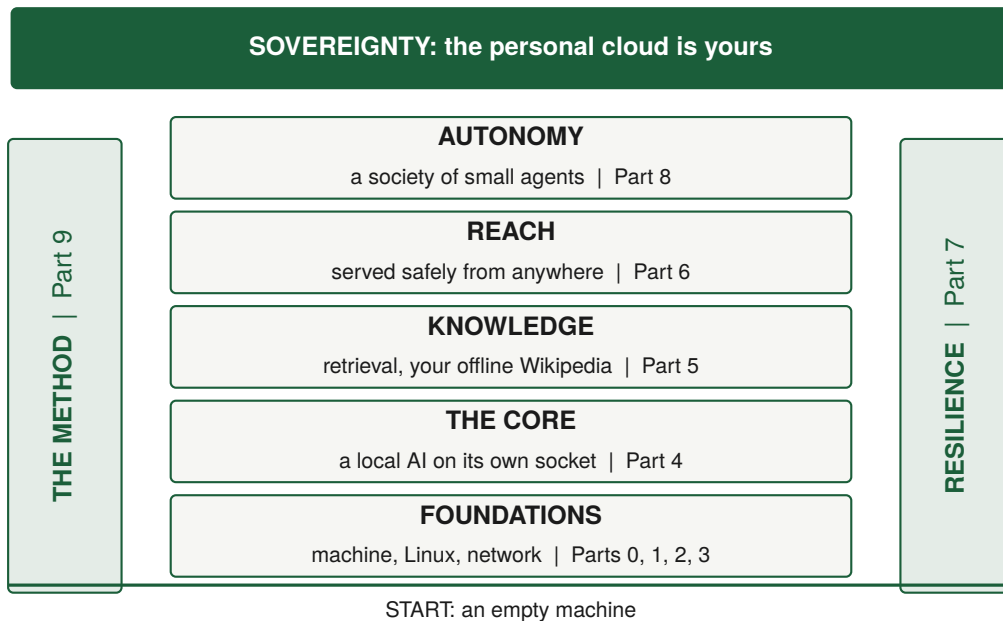 SOVEREIGNTY: the personal cloud is yours
THE METHOD | Part 9
AUTONOMY
a society of small agents | Part 8
REACH
served safely from anywhere | Part 6
KNOWLEDGE
retrieval, your offline Wikipedia | Part 5
THE CORE
a local AI on its own socket | Part 4
FOUNDATIONS
machine, Linux, network | Parts 0, 1, 2, 3
RESILIENCE | Part 7
START: an empty machine